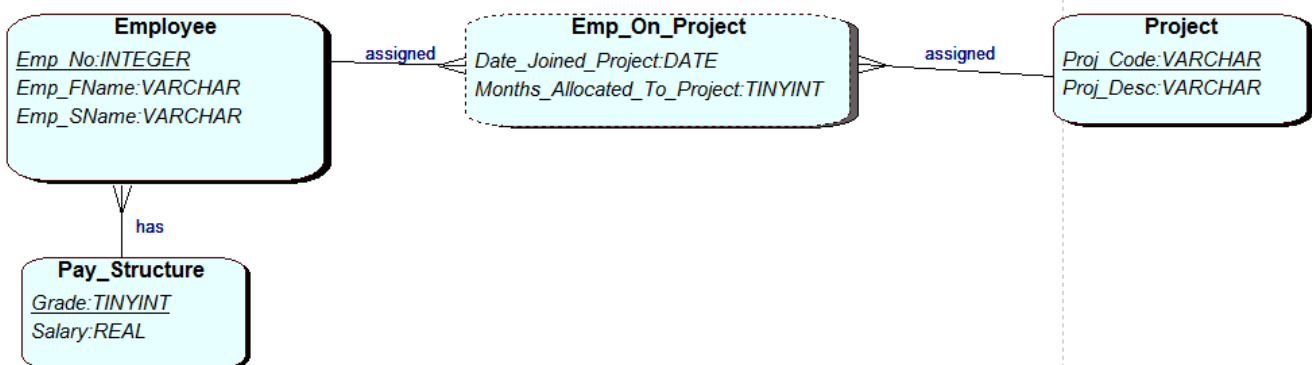 Employee
Emp_No:INTEGER
Emp_FName:VARCHAR
Emp_SName:VARCHAR
assigned
Emp_On_Project
Date_Joined_Project:DATE
Months_Allocated_To_Project:TINYINT
assigned
Project
Proj_Code:VARCHAR
Proj_Desc:VARCHAR
has
Pay_Structure
Grade:TINYINT
Salary:REAL